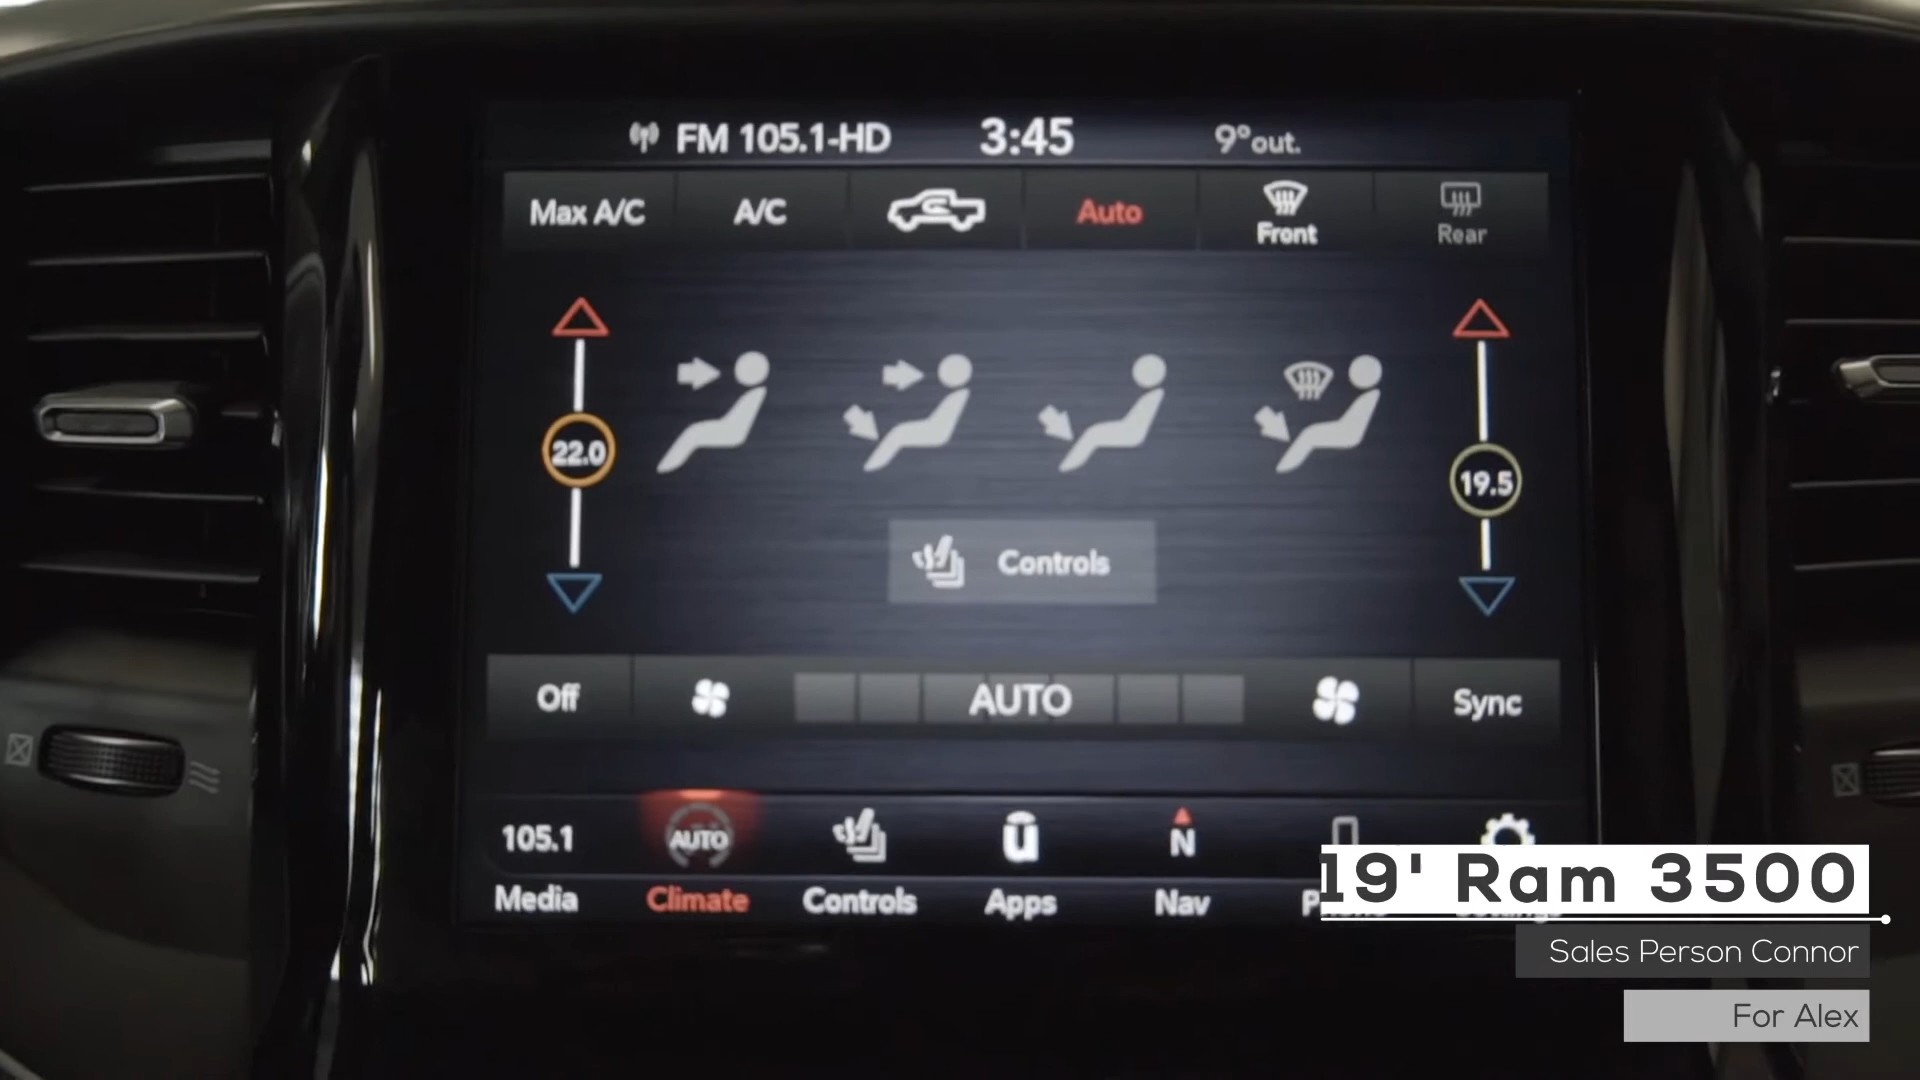 FM 105.1-HD 3:45 9°out.
Max A/C A/C Auto Front Rear
22.0
19.5
Controls
Off AUTO Sync
105.1 AUTO N
Media Climate Controls Apps Nav
19' Ram 3500
Sales Person Connor
For Alex